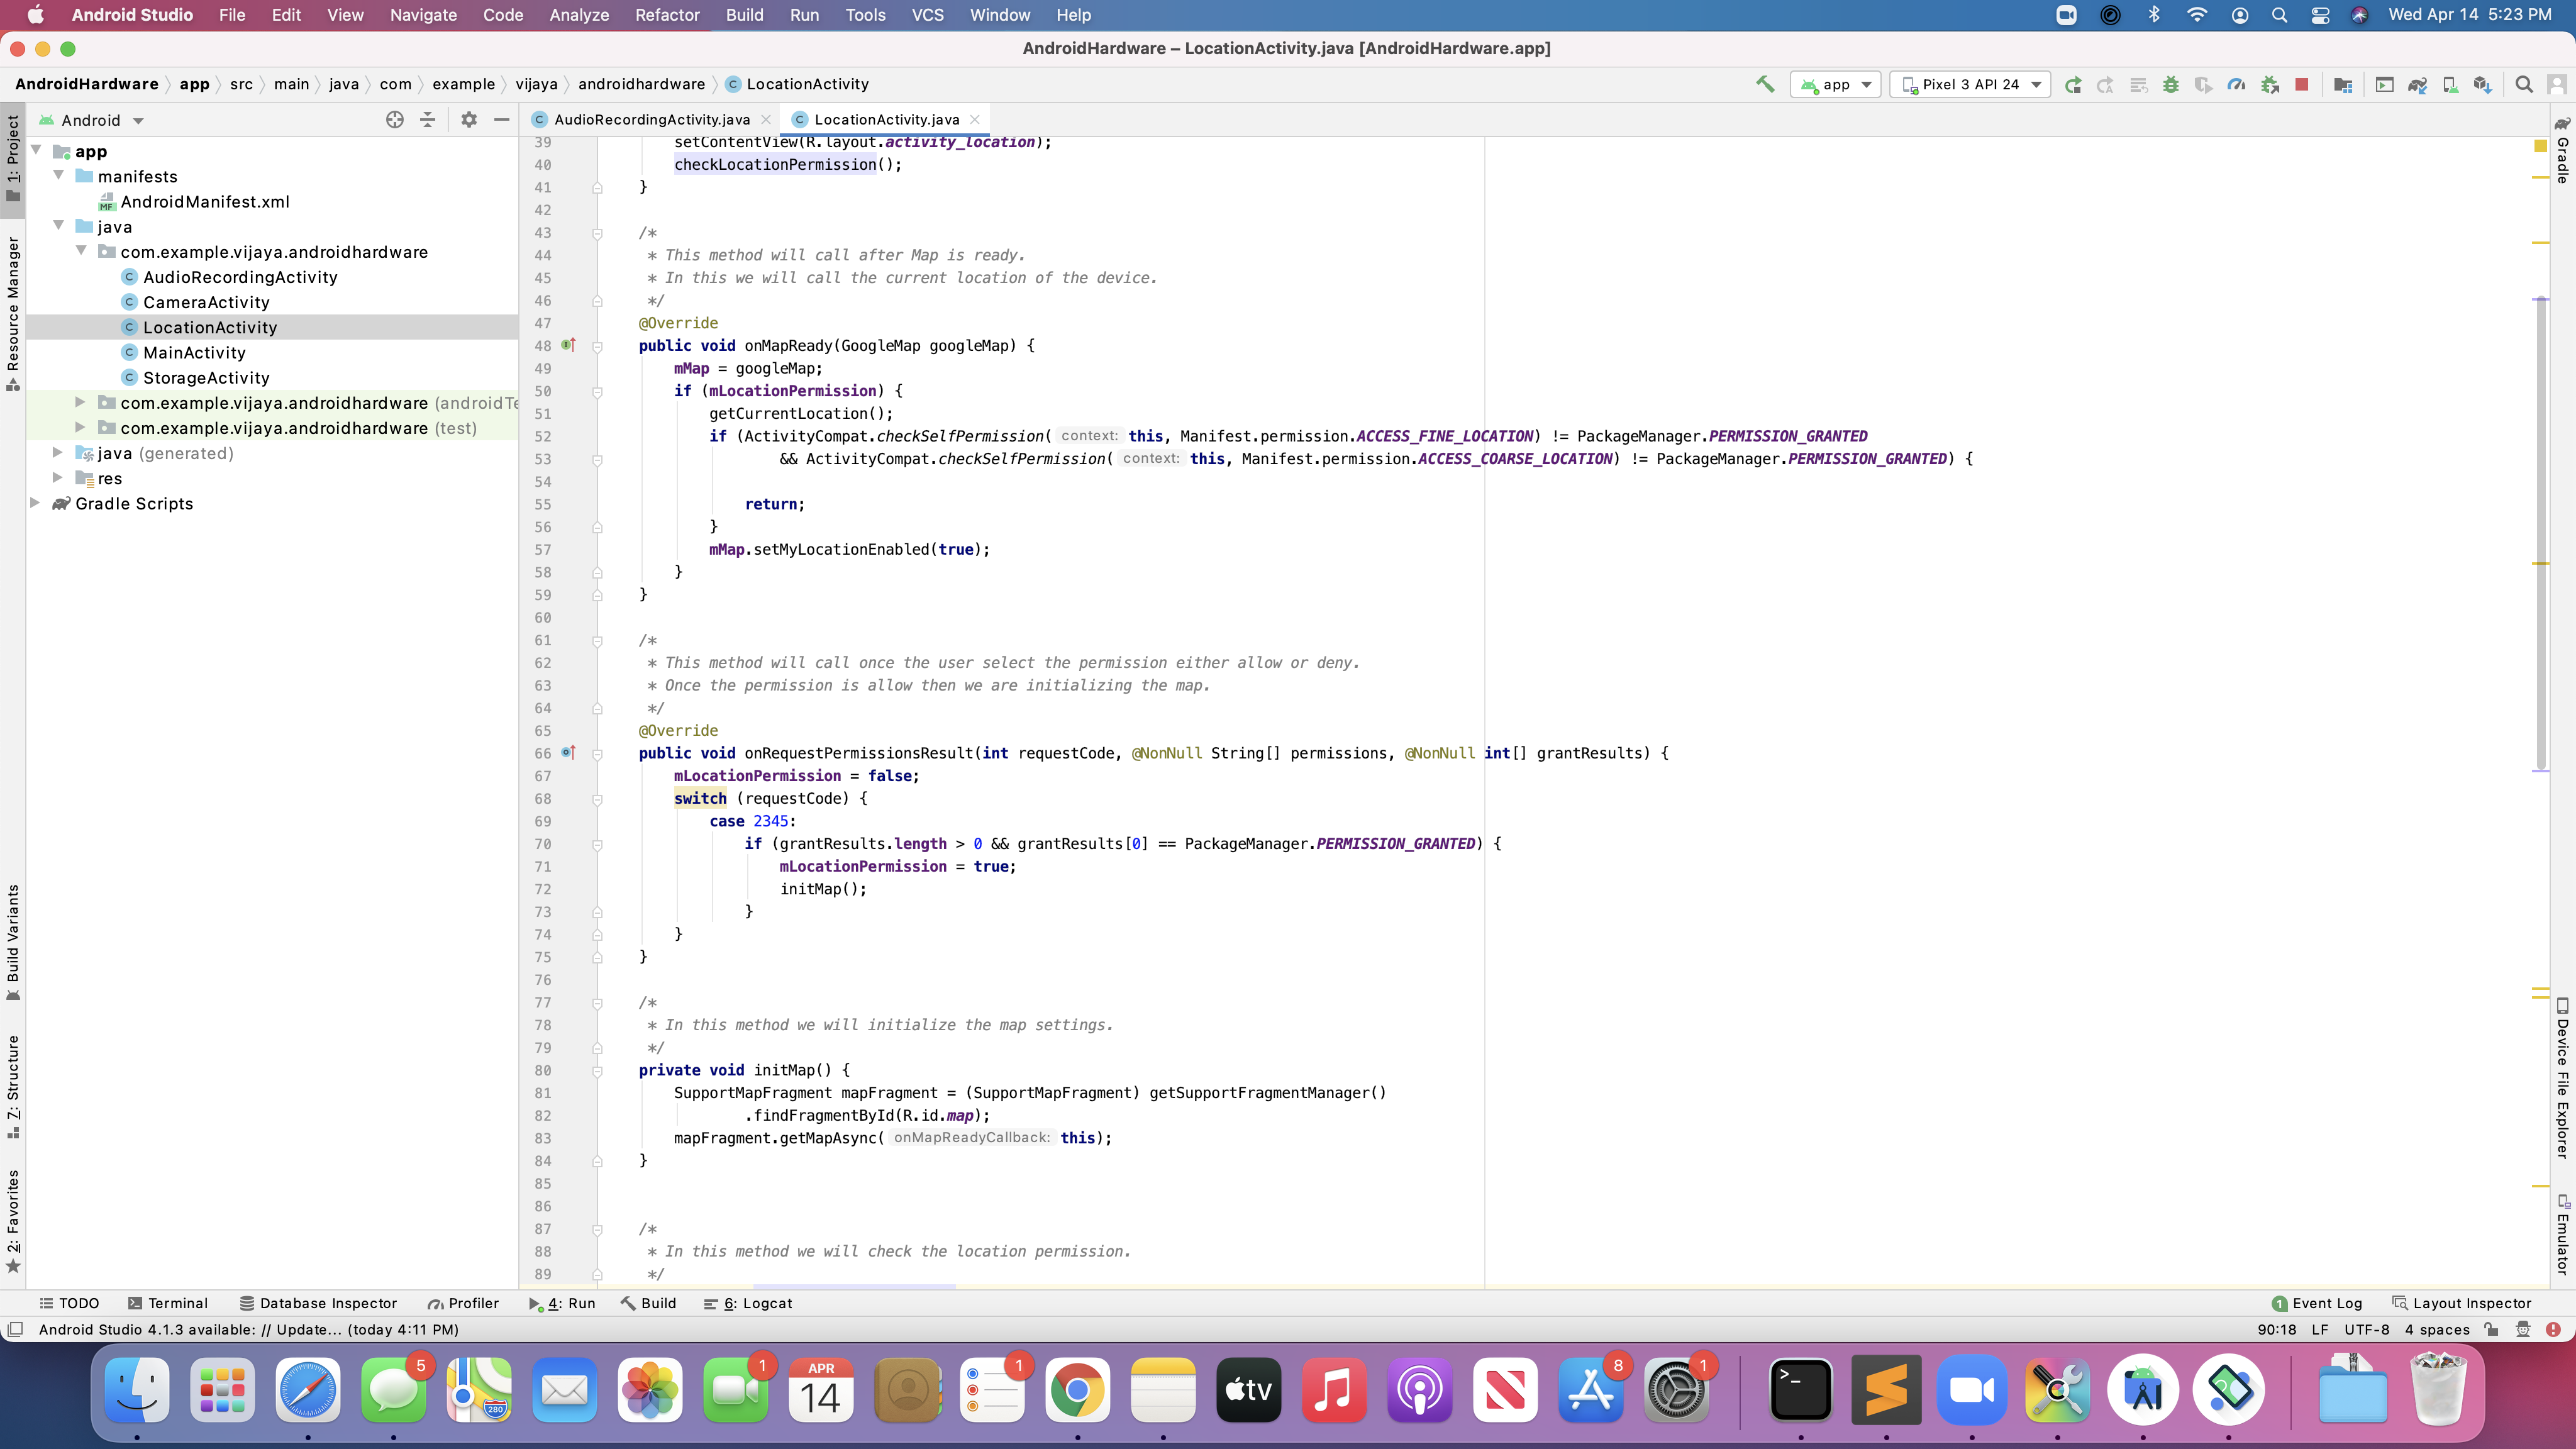 Android Studio File Edit View Navigate Code Analyze Refactor Build Run Tools VCS Window Help Wed Apr 14 5:23 PM
AndroidHardware – LocationActivity.java [AndroidHardware.app]
AndroidHardware app src main java com example vijaya androidhardware LocationActivity app Pixel 3 API 24
Android
AudioRecordingActivity.java LocationActivity.java
1: Project
Resource Manager
Build Variants
7: Structure
2: Favorites
app
manifests
AndroidManifest.xml
java
com.example.vijaya.androidhardware
AudioRecordingActivity
CameraActivity
LocationActivity
MainActivity
StorageActivity
com.example.vijaya.androidhardware (androidTe
com.example.vijaya.androidhardware (test)
java (generated)
res
Gradle Scripts
39 setContentView(R.layout.activity_location);
40 checkLocationPermission();
41 }
42
43 /*
44 * This method will call after Map is ready.
45 * In this we will call the current location of the device.
46 */
47 @Override
48 public void onMapReady(GoogleMap googleMap) {
49 mMap = googleMap;
50 if (mLocationPermission) {
51 getCurrentLocation();
52 if (ActivityCompat.checkSelfPermission( context: this, Manifest.permission.ACCESS_FINE_LOCATION) != PackageManager.PERMISSION_GRANTED
53 && ActivityCompat.checkSelfPermission( context: this, Manifest.permission.ACCESS_COARSE_LOCATION) != PackageManager.PERMISSION_GRANTED) {
54
55 return;
56 }
57 mMap.setMyLocationEnabled(true);
58 }
59 }
60
61 /*
62 * This method will call once the user select the permission either allow or deny.
63 * Once the permission is allow then we are initializing the map.
64 */
65 @Override
66 public void onRequestPermissionsResult(int requestCode, @NonNull String[] permissions, @NonNull int[] grantResults) {
67 mLocationPermission = false;
68 switch (requestCode) {
69 case 2345:
70 if (grantResults.length > 0 && grantResults[0] == PackageManager.PERMISSION_GRANTED) {
71 mLocationPermission = true;
72 initMap();
73 }
74 }
75 }
76
77 /*
78 * In this method we will initialize the map settings.
79 */
80 private void initMap() {
81 SupportMapFragment mapFragment = (SupportMapFragment) getSupportFragmentManager()
82 .findFragmentById(R.id.map);
83 mapFragment.getMapAsync( onMapReadyCallback: this);
84 }
85
86
87 /*
88 * In this method we will check the location permission.
89 */
Gradle
Device File Explorer
Emulator
TODO Terminal Database Inspector Profiler 4: Run Build 6: Logcat 1 Event Log Layout Inspector
Android Studio 4.1.3 available: // Update... (today 4:11 PM) 90:18 LF UTF-8 4 spaces
5 280 1 APR 14 1 tv 8 1 >_